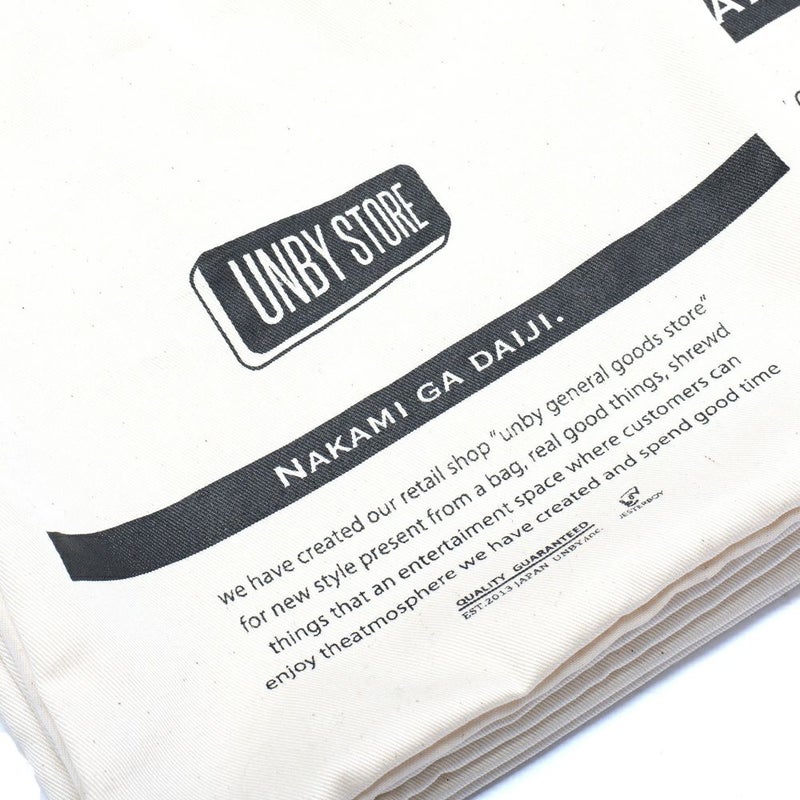 UNBY STORE
NAKAMI GA DAIJI.
we have created our retail shop "unby general goods store"
for new style present from a bag, real good things, shrewd
things that an entertaiment space where customers can
enjoy theatmosphere we have created and spend good time
QUALITY GUARANTEED
EST.2013 JAPAN UNBY.inc.
JESTERBOY